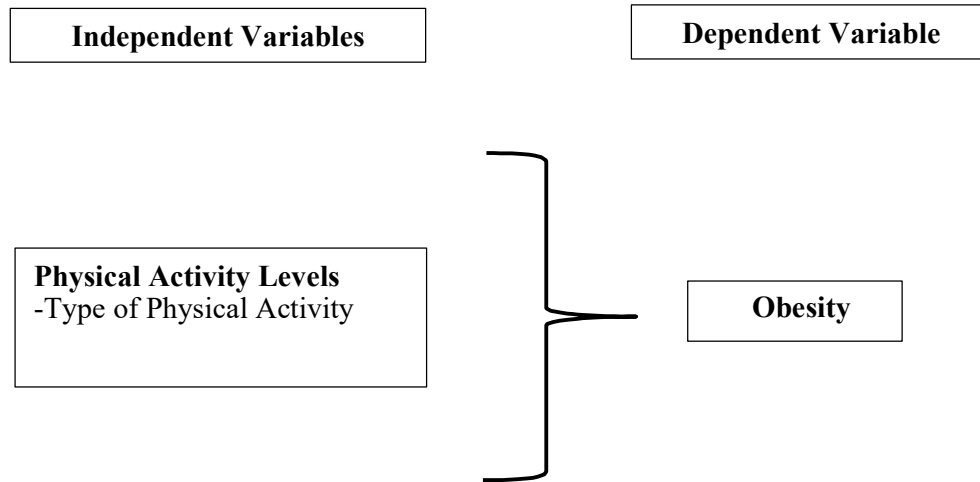 Independent Variables
Dependent Variable
Physical Activity Levels
-Type of Physical Activity
Obesity